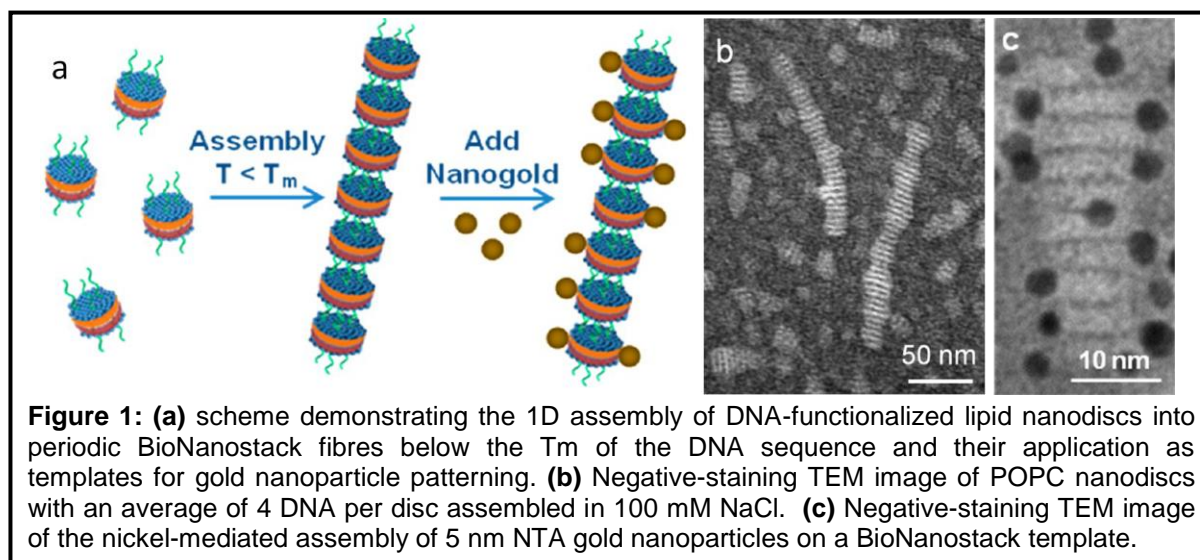 a
Assembly
T < Tm
Add
Nanogold
b
50 nm
c
10 nm
Figure 1: (a) scheme demonstrating the 1D assembly of DNA-functionalized lipid nanodiscs into
periodic BioNanostack fibres below the Tm of the DNA sequence and their application as
templates for gold nanoparticle patterning. (b) Negative-staining TEM image of POPC nanodiscs
with an average of 4 DNA per disc assembled in 100 mM NaCl. (c) Negative-staining TEM image
of the nickel-mediated assembly of 5 nm NTA gold nanoparticles on a BioNanostack template.